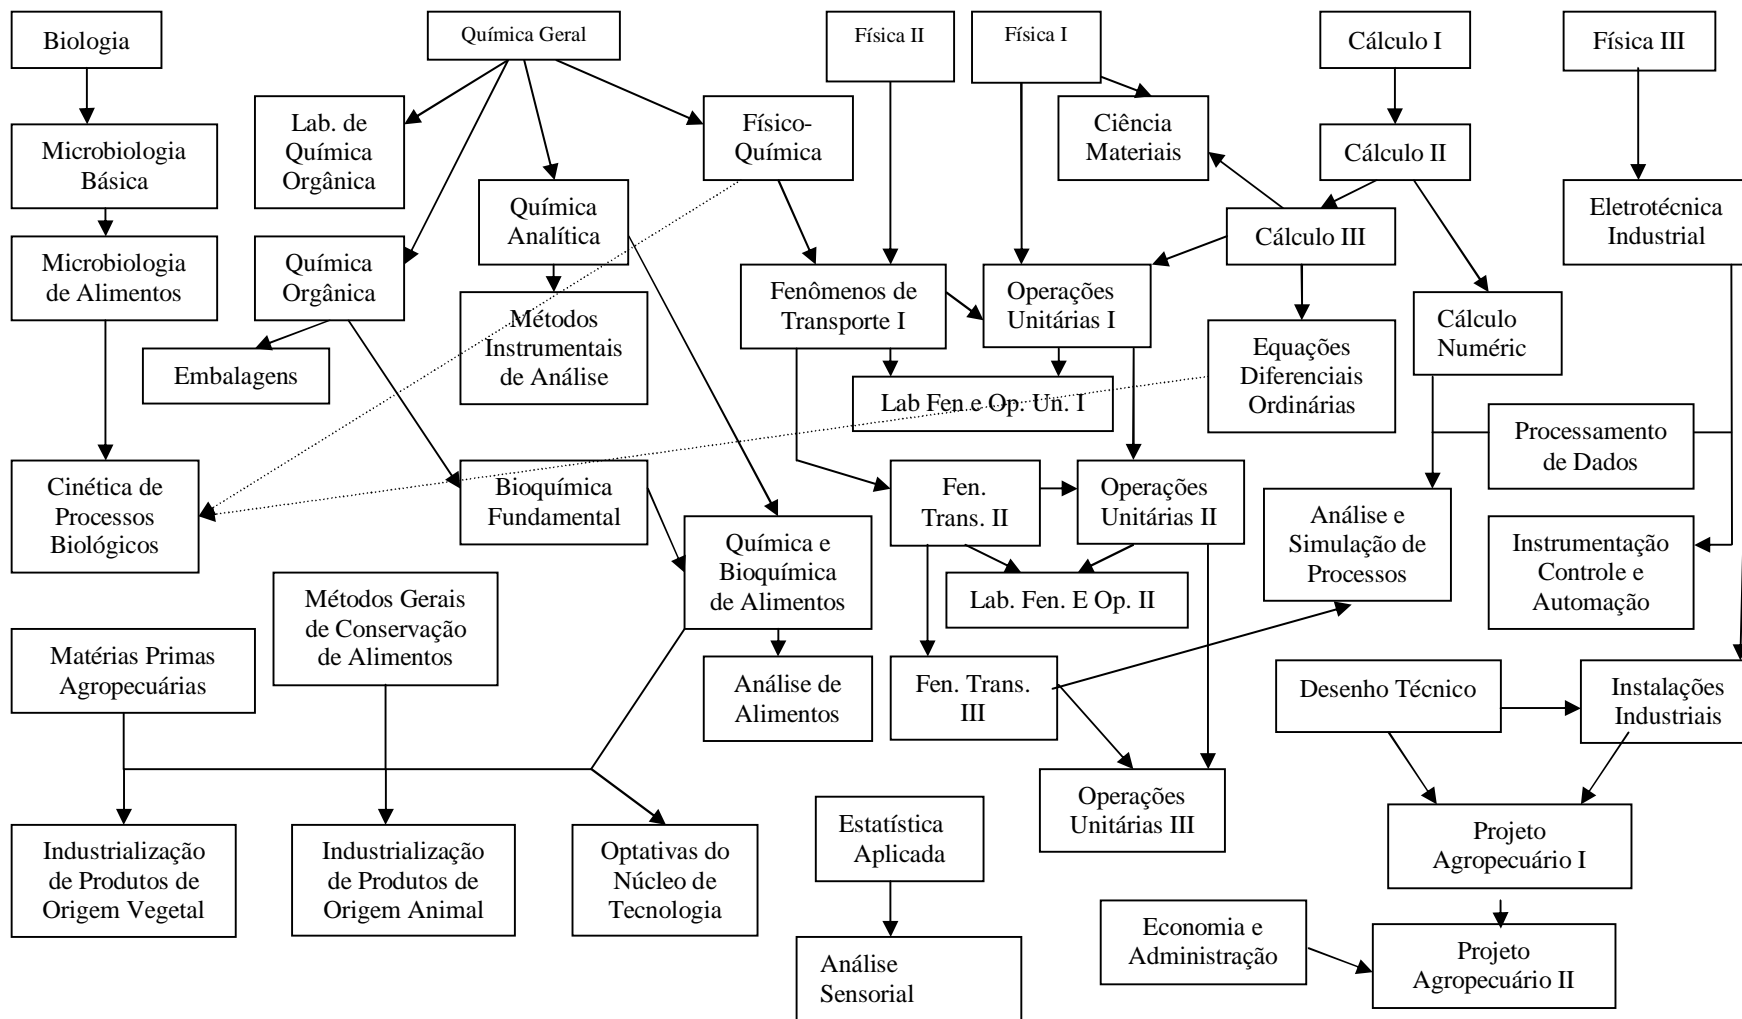 Biologia
Química Geral
Física II
Física I
Cálculo I
Física III
Lab. de
Química
Orgânica
Físico-
Química
Ciência
Materiais
Microbiologia
Básica
Cálculo II
Química
Analítica
Eletrotécnica
Industrial
Cálculo III
Microbiologia
de Alimentos
Química
Orgânica
Fenômenos de
Transporte I
Operações
Unitárias I
Métodos
Instrumentais
de Análise
Cálculo
Numéric
Equações
Diferenciais
Ordinárias
Embalagens
Lab Fen e Op. Un. I
Processamento
de Dados
Cinética de
Processos
Biológicos
Bioquímica
Fundamental
Fen.
Trans. II
Operações
Unitárias II
Análise e
Simulação de
Processos
Química e
Bioquímica
de Alimentos
Instrumentação
Controle e
Automação
Métodos Gerais
de Conservação
de Alimentos
Lab. Fen. E Op. II
Matérias Primas
Agropecuárias
Análise de
Alimentos
Fen. Trans.
III
Desenho Técnico
Instalações
Industriais
Operações
Unitárias III
Estatística
Aplicada
Projeto
Agropecuário I
Industrialização
de Produtos de
Origem Vegetal
Industrialização
de Produtos de
Origem Animal
Optativas do
Núcleo de
Tecnologia
Economia e
Administração
Projeto
Agropecuário II
Análise
Sensorial